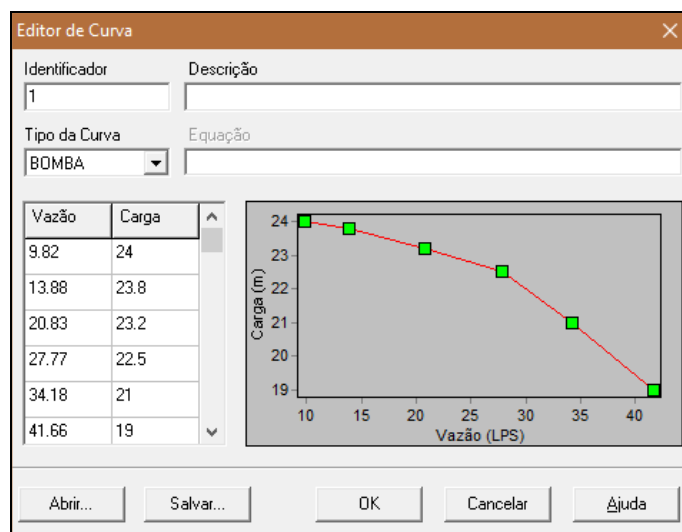 Editor de Curva
Identificador Descrição
1
Tipo da Curva Equação
BOMBA
Vazão Carga
9.82 24
13.88 23.8
20.83 23.2
27.77 22.5
34.18 21
41.66 19
Carga (m)
24
23
22
21
20
19
10 15 20 25 30 35 40
Vazão (LPS)
Abrir... Salvar... OK Cancelar Ajuda